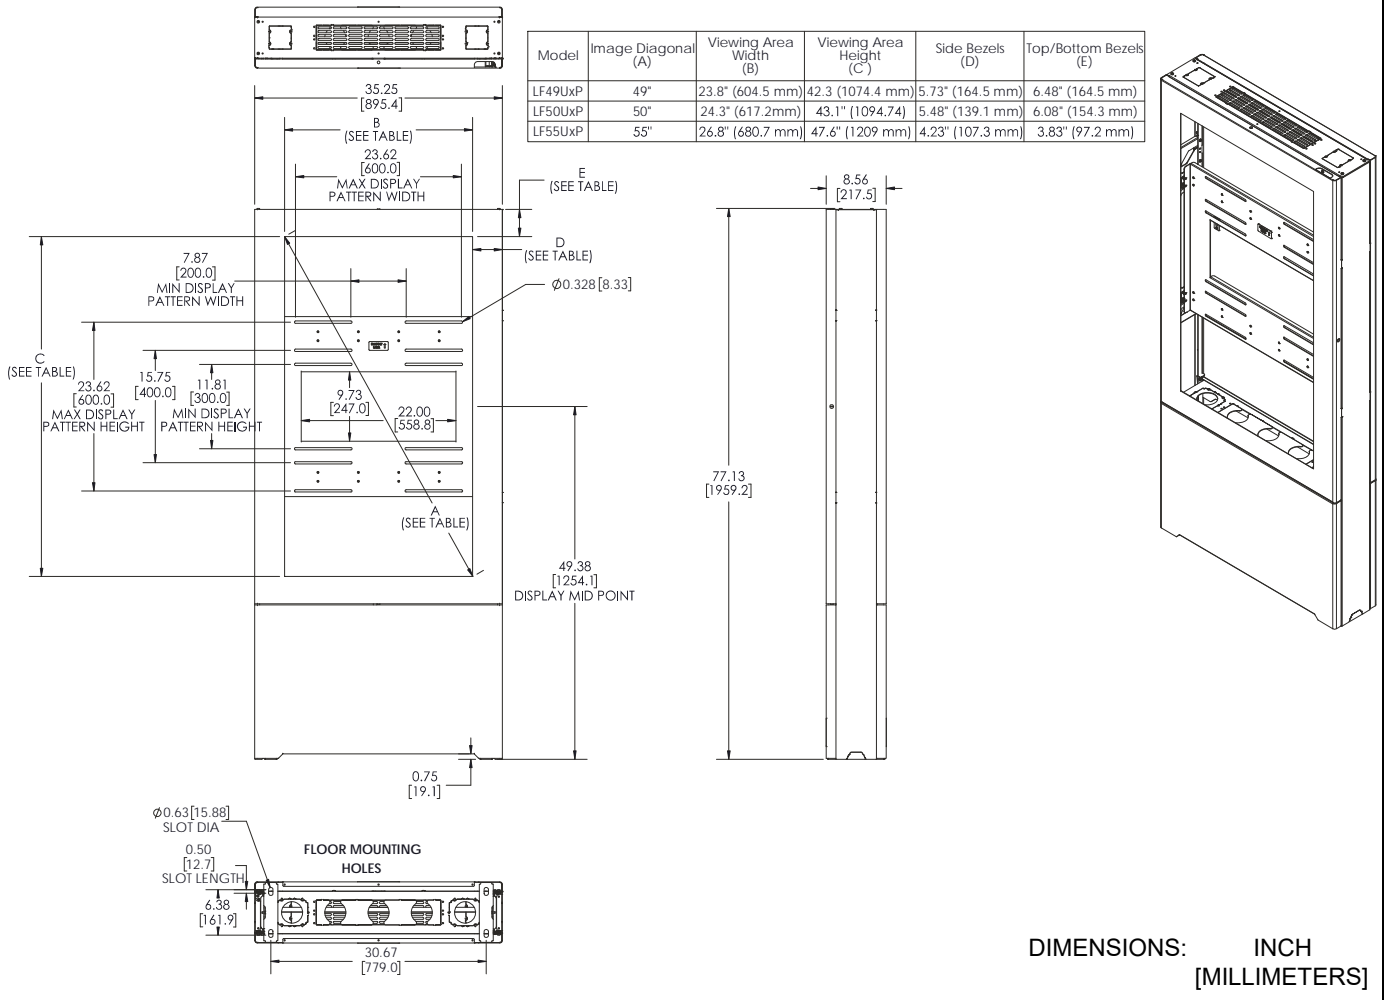 Model Image Diagonal (A) Viewing Area Width (B) Viewing Area Height (C ) Side Bezels (D) Top/Bottom Bezels (E)
LF49UxP 49" 23.8" (604.5 mm) 42.3 (1074.4 mm) 5.73" (164.5 mm) 6.48" (164.5 mm)
LF50UxP 50" 24.3" (617.2mm) 43.1" (1094.74) 5.48" (139.1 mm) 6.08" (154.3 mm)
LF55UxP 55" 26.8" (680.7 mm) 47.6" (1209 mm) 4.23" (107.3 mm) 3.83" (97.2 mm)
35.25
[895.4]
B
(SEE TABLE)
23.62
[600.0]
MAX DISPLAY
PATTERN WIDTH
E
(SEE TABLE)
D
(SEE TABLE)
7.87
[200.0]
MIN DISPLAY
PATTERN WIDTH
Ø0.328 [8.33]
C
(SEE TABLE)
23.62
[600.0]
MAX DISPLAY
PATTERN HEIGHT
15.75
[400.0]
11.81
[300.0]
MIN DISPLAY
PATTERN HEIGHT
9.73
[247.0]
22.00
[558.8]
A
(SEE TABLE)
49.38
[1254.1]
DISPLAY MID POINT
0.75
[19.1]
8.56
[217.5]
77.13
[1959.2]
Ø0.63[15.88]
SLOT DIA
0.50
[12.7]
SLOT LENGTH
6.38
[161.9]
FLOOR MOUNTING
HOLES
30.67
[779.0]
DIMENSIONS: INCH
[MILLIMETERS]